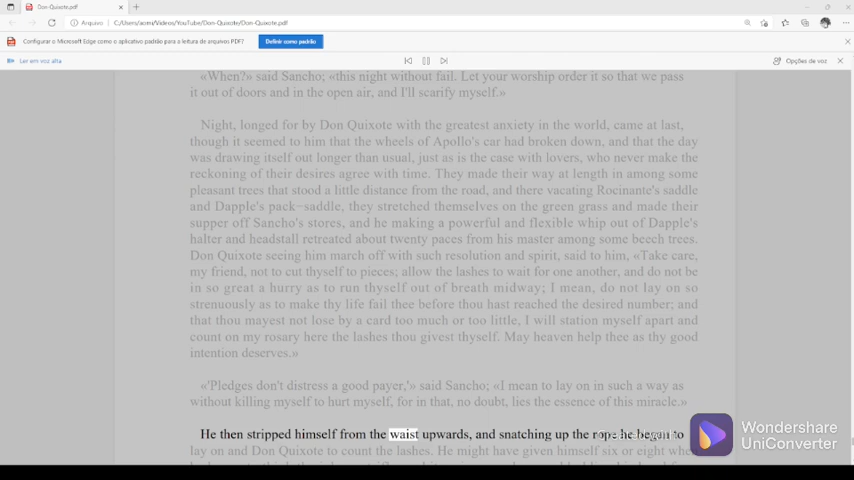 Don-Quixote.pdf
Arquivo C:/Users/acera/Videos/YouTube/Don-Quixote/Don-Quixote.pdf
Configurar o Microsoft Edge como o aplicativo padrão para a leitura de arquivos PDF? Definir como padrão
Ler em voz alta Opções de voz
«When?» said Sancho; «this night without fail. Let your worship order it so that we pass
it out of doors and in the open air, and I'll scarify myself.»
Night, longed for by Don Quixote with the greatest anxiety in the world, came at last,
though it seemed to him that the wheels of Apollo's car had broken down, and that the day
was drawing itself out longer than usual, just as is the case with lovers, who never make the
reckoning of their desires agree with time. They made their way at length in among some
pleasant trees that stood a little distance from the road, and there vacating Rocinante's saddle
and Dapple's pack−saddle, they stretched themselves on the green grass and made their
supper off Sancho's stores, and he making a powerful and flexible whip out of Dapple's
halter and headstall retreated about twenty paces from his master among some beech trees.
Don Quixote seeing him march off with such resolution and spirit, said to him, «Take care,
my friend, not to cut thyself to pieces; allow the lashes to wait for one another, and do not be
in so great a hurry as to run thyself out of breath midway; I mean, do not lay on so
strenuously as to make thy life fail thee before thou hast reached the desired number; and
that thou mayest not lose by a card too much or too little, I will station myself apart and
count on my rosary here the lashes thou givest thyself. May heaven help thee as thy good
intention deserves.»
«'Pledges don't distress a good payer,'» said Sancho; «I mean to lay on in such a way as
without killing myself to hurt myself, for in that, no doubt, lies the essence of this miracle.»
He then stripped himself from the waist upwards, and snatching up the rope he began to
lay on and Don Quixote to count the lashes. He might have given himself six or eight when
Wondershare
UniConverter